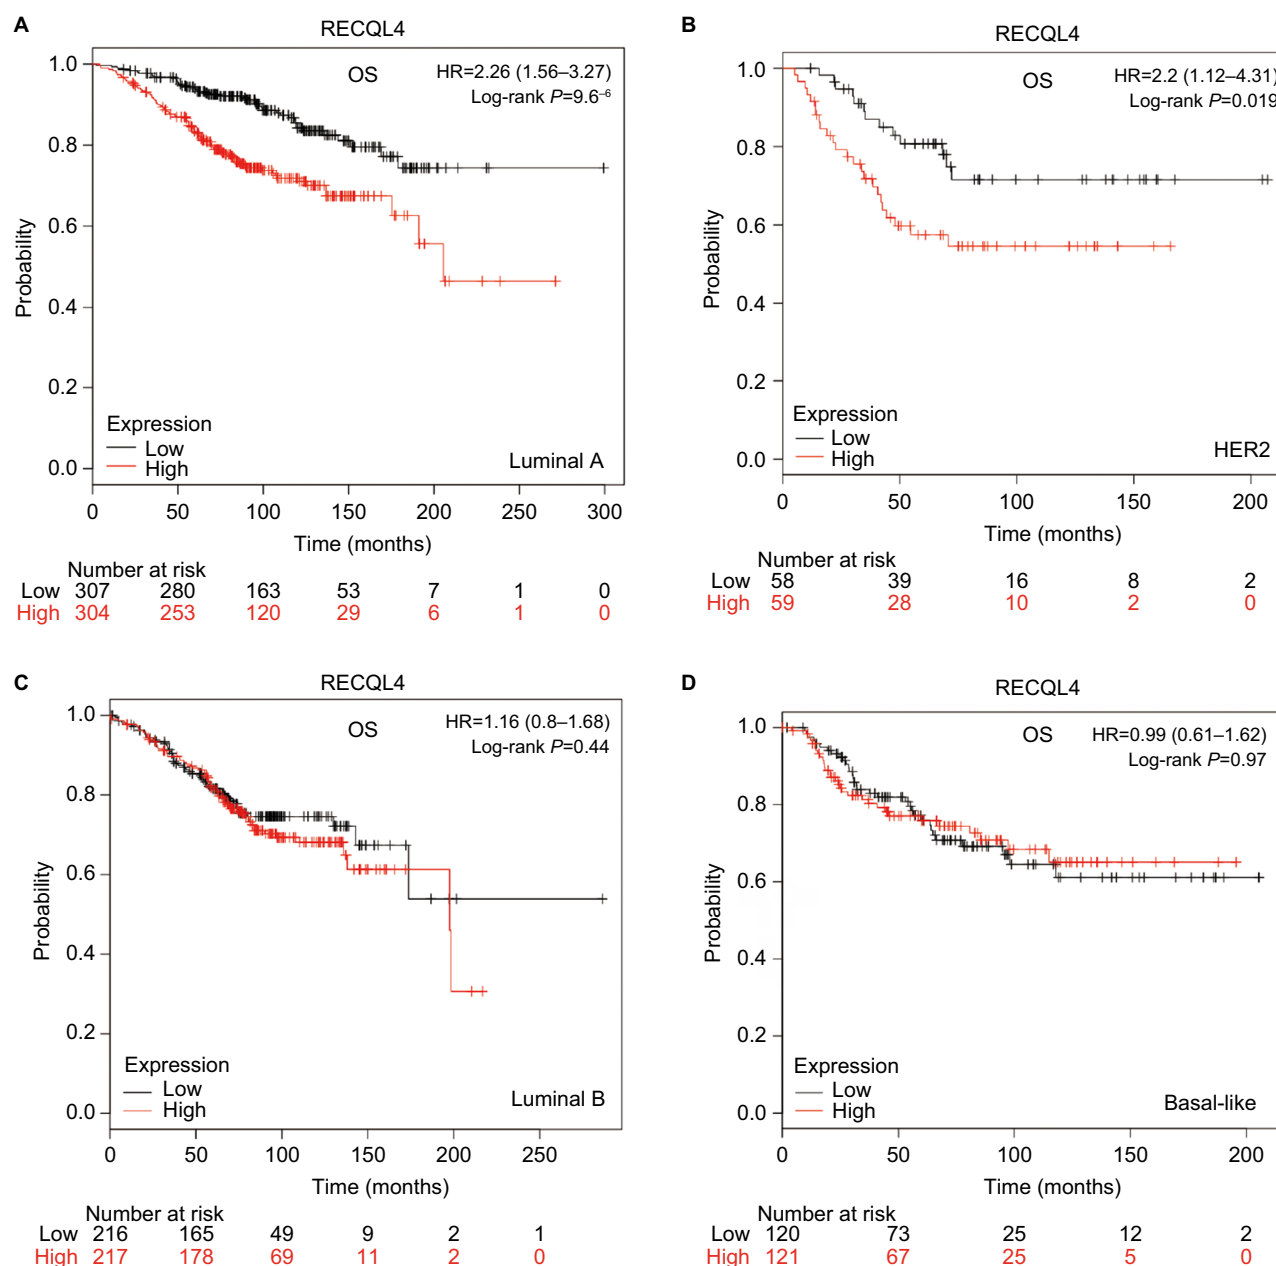 A
RECQL4
OS
HR=2.26 (1.56–3.27)
Log-rank P=9.6⁻⁶
Probability
1.0
0.8
0.6
0.4
0.2
0.0
Expression
Low
High
Luminal A
0 50 100 150 200 250 300
Time (months)
Number at risk
Low 307 280 163 53 7 1 0
High 304 253 120 29 6 1 0
B
RECQL4
OS
HR=2.2 (1.12–4.31)
Log-rank P=0.019
Probability
1.0
0.8
0.6
0.4
0.2
0.0
Expression
Low
High
HER2
0 50 100 150 200
Time (months)
Number at risk
Low 58 39 16 8 2
High 59 28 10 2 0
C
RECQL4
OS
HR=1.16 (0.8–1.68)
Log-rank P=0.44
Probability
1.0
0.8
0.6
0.4
0.2
0.0
Expression
Low
High
Luminal B
0 50 100 150 200 250
Time (months)
Number at risk
Low 216 165 49 9 2 1
High 217 178 69 11 2 0
D
RECQL4
OS
HR=0.99 (0.61–1.62)
Log-rank P=0.97
Probability
1.0
0.8
0.6
0.4
0.2
0.0
Expression
Low
High
Basal-like
0 50 100 150 200
Time (months)
Number at risk
Low 120 73 25 12 2
High 121 67 25 5 0